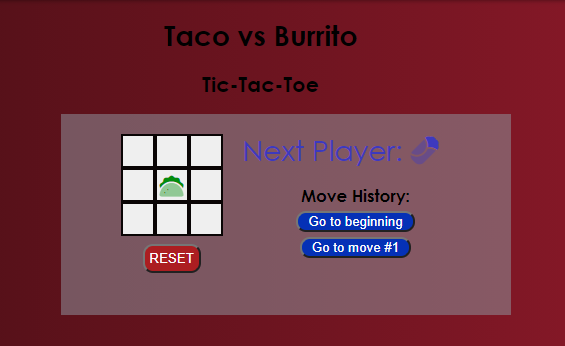 Taco vs Burrito
Tic-Tac-Toe
Next Player:
Move History:
Go to beginning
Go to move #1
RESET